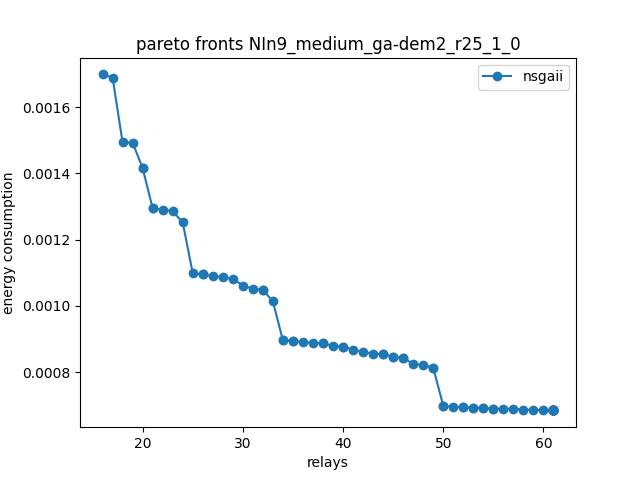 pareto fronts NIn9_medium_ga-dem2_r25_1_0
nsgaii
0.0016
0.0014
0.0012
0.0010
0.0008
energy consumption
20 30 40 50 60
relays